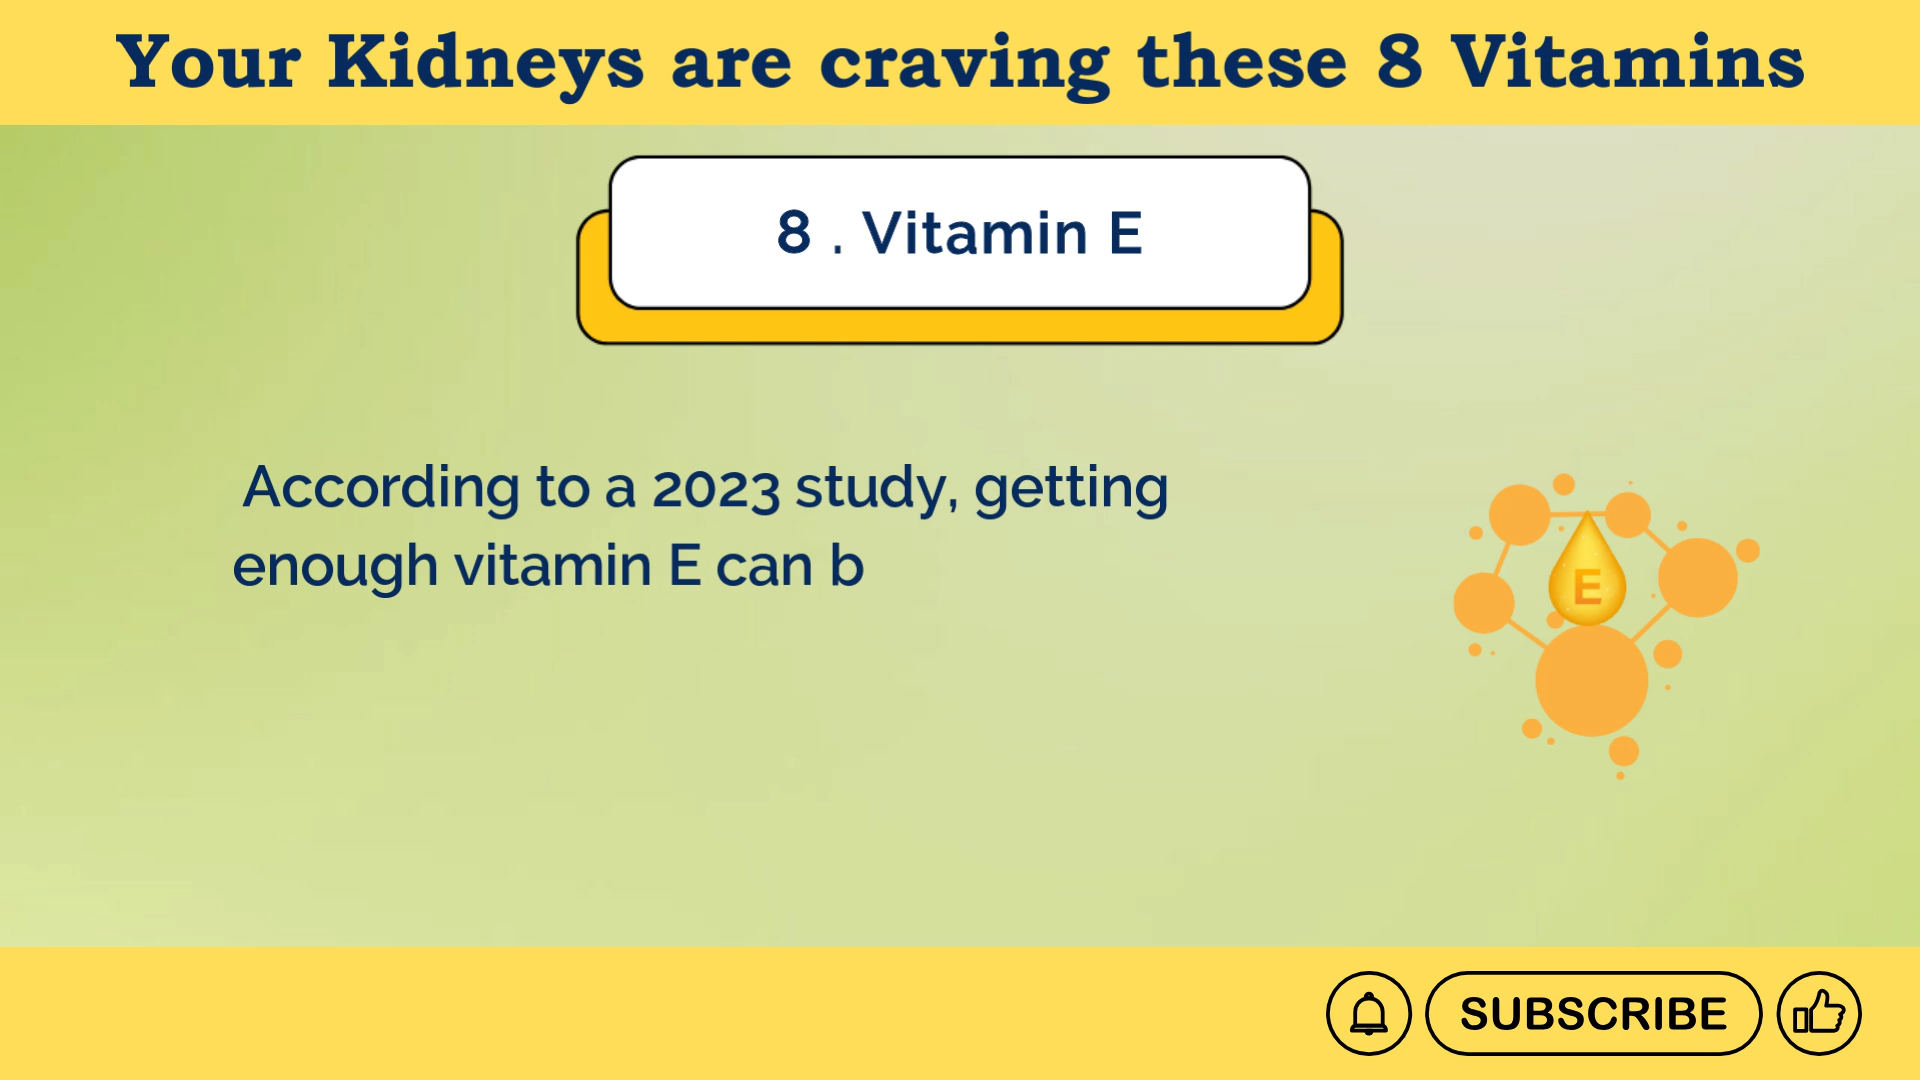 Your Kidneys are craving these 8 Vitamins
8 . Vitamin E
According to a 2023 study, getting
enough vitamin E can b
E
SUBSCRIBE